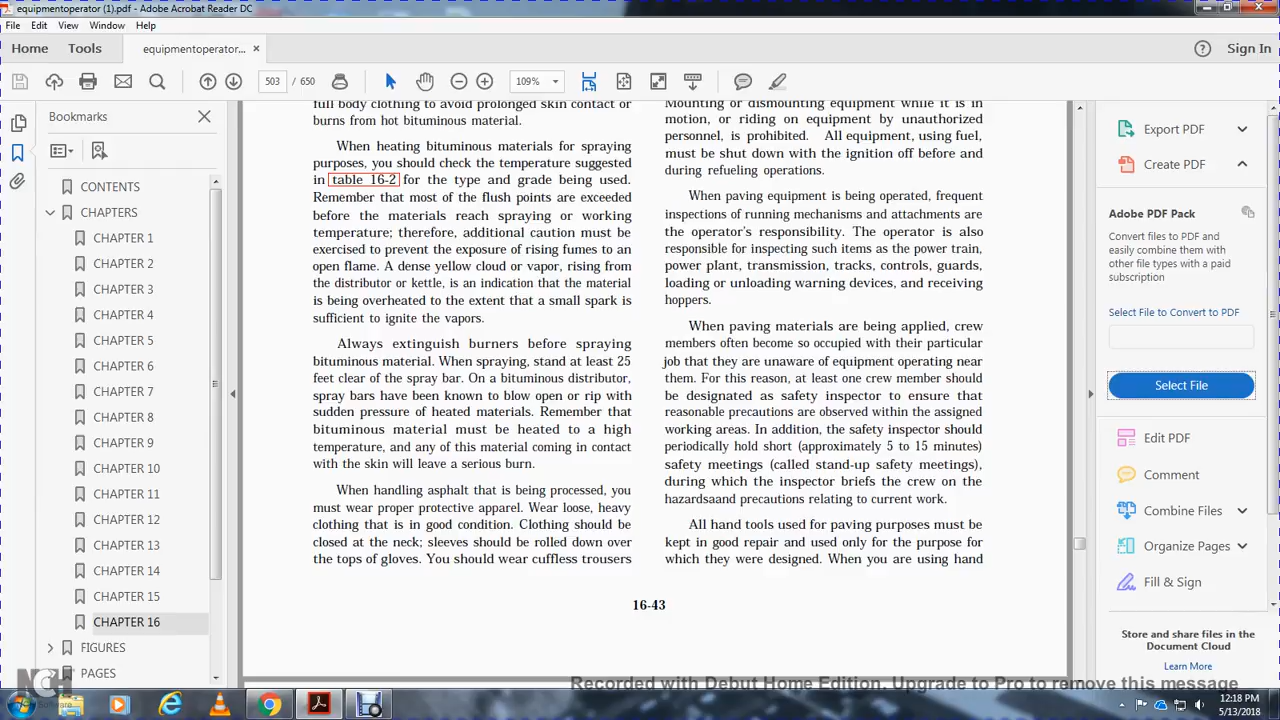 equipmentoperator (1).pdf - Adobe Acrobat Reader DC
File Edit View Window Help
Home Tools equipmentoperator... × Sign In
503 / 650 109%
Bookmarks
CONTENTS
CHAPTERS
CHAPTER 1
CHAPTER 2
CHAPTER 3
CHAPTER 4
CHAPTER 5
CHAPTER 6
CHAPTER 7
CHAPTER 8
CHAPTER 9
CHAPTER 10
CHAPTER 11
CHAPTER 12
CHAPTER 13
CHAPTER 14
CHAPTER 15
CHAPTER 16
FIGURES
PAGES
full body clothing to avoid prolonged skin contact or
burns from hot bituminous material.
When heating bituminous materials for spraying
purposes, you should check the temperature suggested
in table 16-2 for the type and grade being used.
Remember that most of the flush points are exceeded
before the materials reach spraying or working
temperature; therefore, additional caution must be
exercised to prevent the exposure of rising fumes to an
open flame. A dense yellow cloud or vapor, rising from
the distributor or kettle, is an indication that the material
is being overheated to the extent that a small spark is
sufficient to ignite the vapors.
Always extinguish burners before spraying
bituminous material. When spraying, stand at least 25
feet clear of the spray bar. On a bituminous distributor,
spray bars have been known to blow open or rip with
sudden pressure of heated materials. Remember that
bituminous material must be heated to a high
temperature, and any of this material coming in contact
with the skin will leave a serious burn.
When handling asphalt that is being processed, you
must wear proper protective apparel. Wear loose, heavy
clothing that is in good condition. Clothing should be
closed at the neck; sleeves should be rolled down over
the tops of gloves. You should wear cuffless trousers
Mounting or dismounting equipment while it is in
motion, or riding on equipment by unauthorized
personnel, is prohibited. All equipment, using fuel,
must be shut down with the ignition off before and
during refueling operations.
When paving equipment is being operated, frequent
inspections of running mechanisms and attachments are
the operator's responsibility. The operator is also
responsible for inspecting such items as the power train,
power plant, transmission, tracks, controls, guards,
loading or unloading warning devices, and receiving
hoppers.
When paving materials are being applied, crew
members often become so occupied with their particular
job that they are unaware of equipment operating near
them. For this reason, at least one crew member should
be designated as safety inspector to ensure that
reasonable precautions are observed within the assigned
working areas. In addition, the safety inspector should
periodically hold short (approximately 5 to 15 minutes)
safety meetings (called stand-up safety meetings),
during which the inspector briefs the crew on the
hazardsaand precautions relating to current work.
All hand tools used for paving purposes must be
kept in good repair and used only for the purpose for
which they were designed. When you are using hand
16-43
Export PDF
Create PDF
Adobe PDF Pack
Convert files to PDF and
easily combine them with
other file types with a paid
subscription
Select File to Convert to PDF
Select File
Edit PDF
Comment
Combine Files
Organize Pages
Fill & Sign
Store and share files in the
Document Cloud
Learn More
NCH
Software
Recorded with Debut Home Edition. Upgrade to Pro to remove this message
12:18 PM
5/13/2018